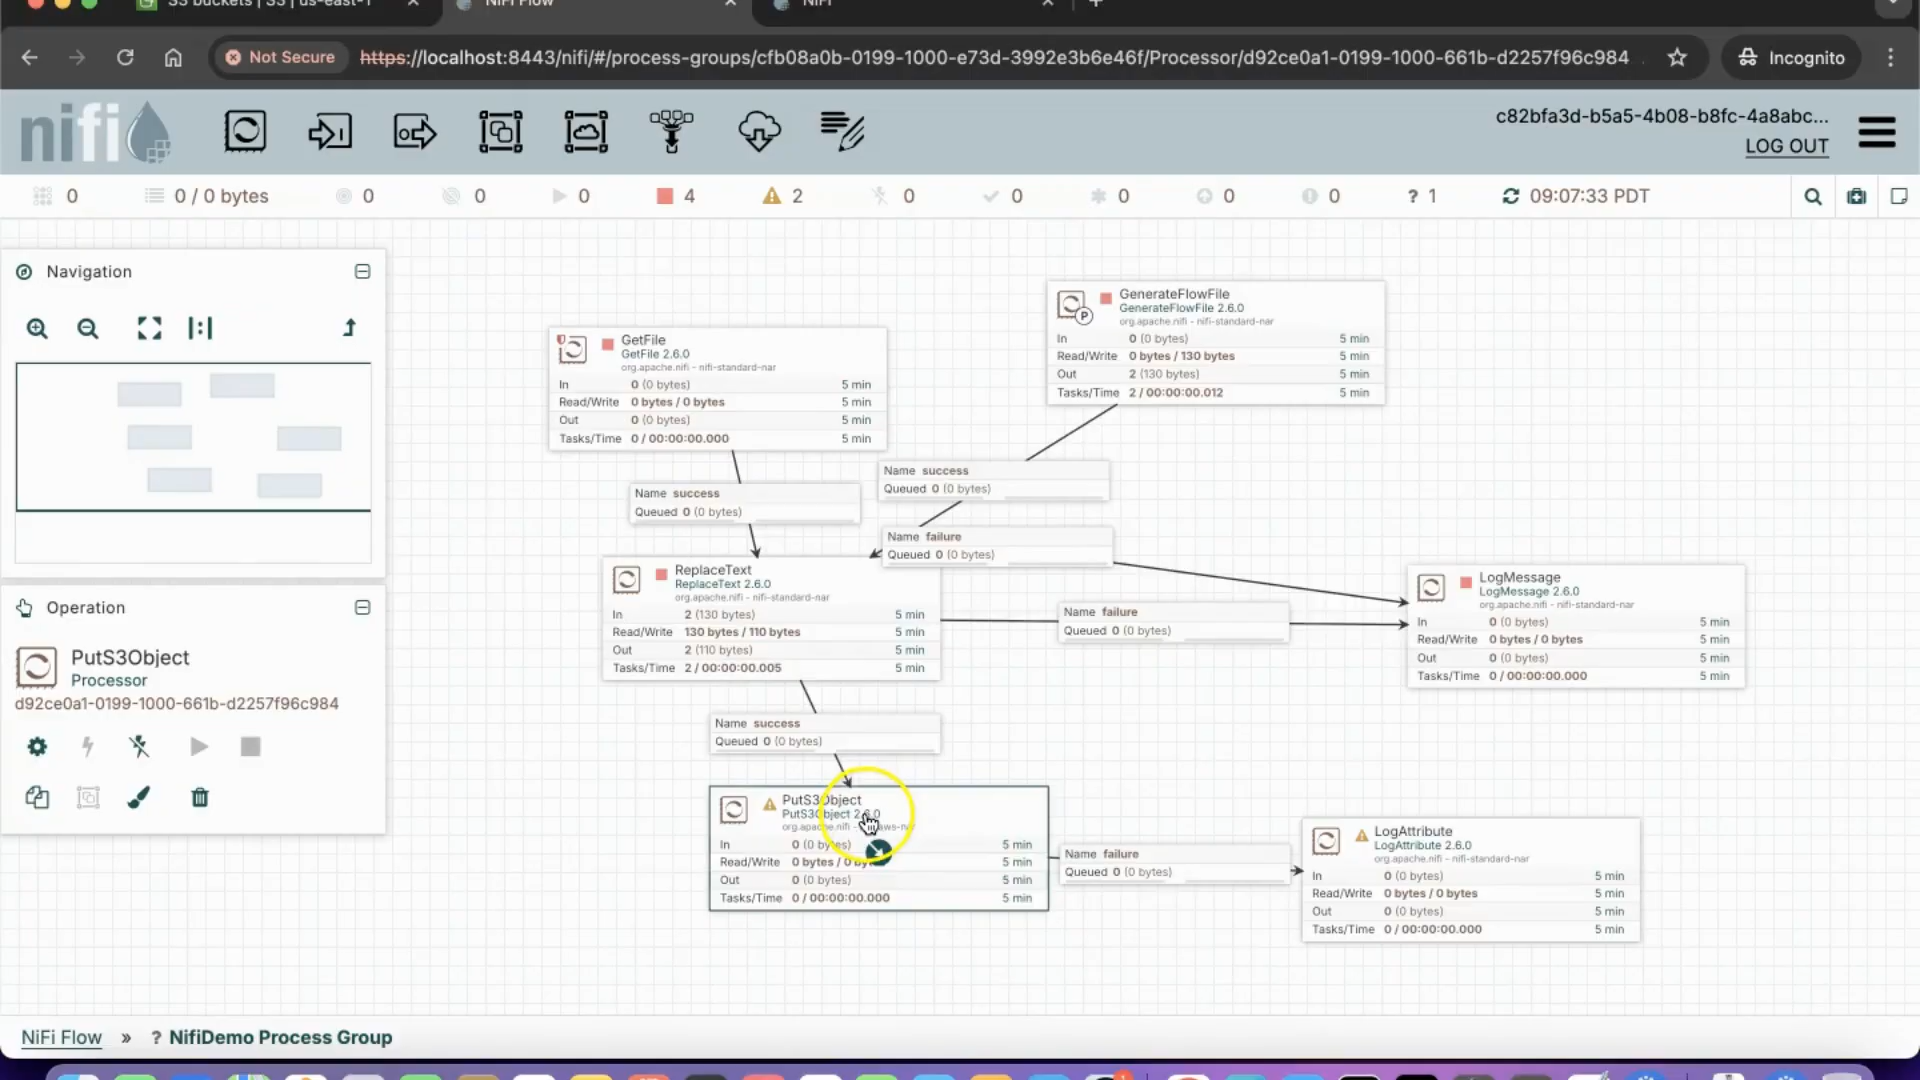 S3 buckets | S3 | us-east-1
NiFi Flow
NiFi
Not Secure
https://localhost:8443/nifi/#/process-groups/cfb08a0b-0199-1000-e73d-3992e3b6e46f/Processor/d92ce0a1-0199-1000-661b-d2257f96c984
Incognito
nifi
c82bfa3d-b5a5-4b08-b8fc-4a8abc...
LOG OUT
0
0 / 0 bytes
0
0
0
4
2
0
0
0
0
0
? 1
09:07:33 PDT
Navigation
Operation
PutS3Object
Processor
d92ce0a1-0199-1000-661b-d2257f96c984
GetFile
GetFile 2.6.0
org.apache.nifi - nifi-standard-nar
In 0 (0 bytes) 5 min
Read/Write 0 bytes / 0 bytes 5 min
Out 0 (0 bytes) 5 min
Tasks/Time 0 / 00:00:00.000 5 min
P
GenerateFlowFile
GenerateFlowFile 2.6.0
org.apache.nifi - nifi-standard-nar
In 0 (0 bytes) 5 min
Read/Write 0 bytes / 130 bytes 5 min
Out 2 (130 bytes) 5 min
Tasks/Time 2 / 00:00:00.012 5 min
Name success
Queued 0 (0 bytes)
Name success
Queued 0 (0 bytes)
Name failure
Queued 0 (0 bytes)
ReplaceText
ReplaceText 2.6.0
org.apache.nifi - nifi-standard-nar
In 2 (130 bytes) 5 min
Read/Write 130 bytes / 110 bytes 5 min
Out 2 (110 bytes) 5 min
Tasks/Time 2 / 00:00:00.005 5 min
Name failure
Queued 0 (0 bytes)
LogMessage
LogMessage 2.6.0
org.apache.nifi - nifi-standard-nar
In 0 (0 bytes) 5 min
Read/Write 0 bytes / 0 bytes 5 min
Out 0 (0 bytes) 5 min
Tasks/Time 0 / 00:00:00.000 5 min
Name success
Queued 0 (0 bytes)
PutS3Object
PutS3Object 2.6.0
org.apache.nifi - aws-nar
In 0 (0 bytes) 5 min
Read/Write 0 bytes / 0 5 min
Out 0 (0 bytes) 5 min
Tasks/Time 0 / 00:00:00.000 5 min
Name failure
Queued 0 (0 bytes)
LogAttribute
LogAttribute 2.6.0
org.apache.nifi - nifi-standard-nar
In 0 (0 bytes) 5 min
Read/Write 0 bytes / 0 bytes 5 min
Out 0 (0 bytes) 5 min
Tasks/Time 0 / 00:00:00.000 5 min
NiFi Flow » ? NifiDemo Process Group